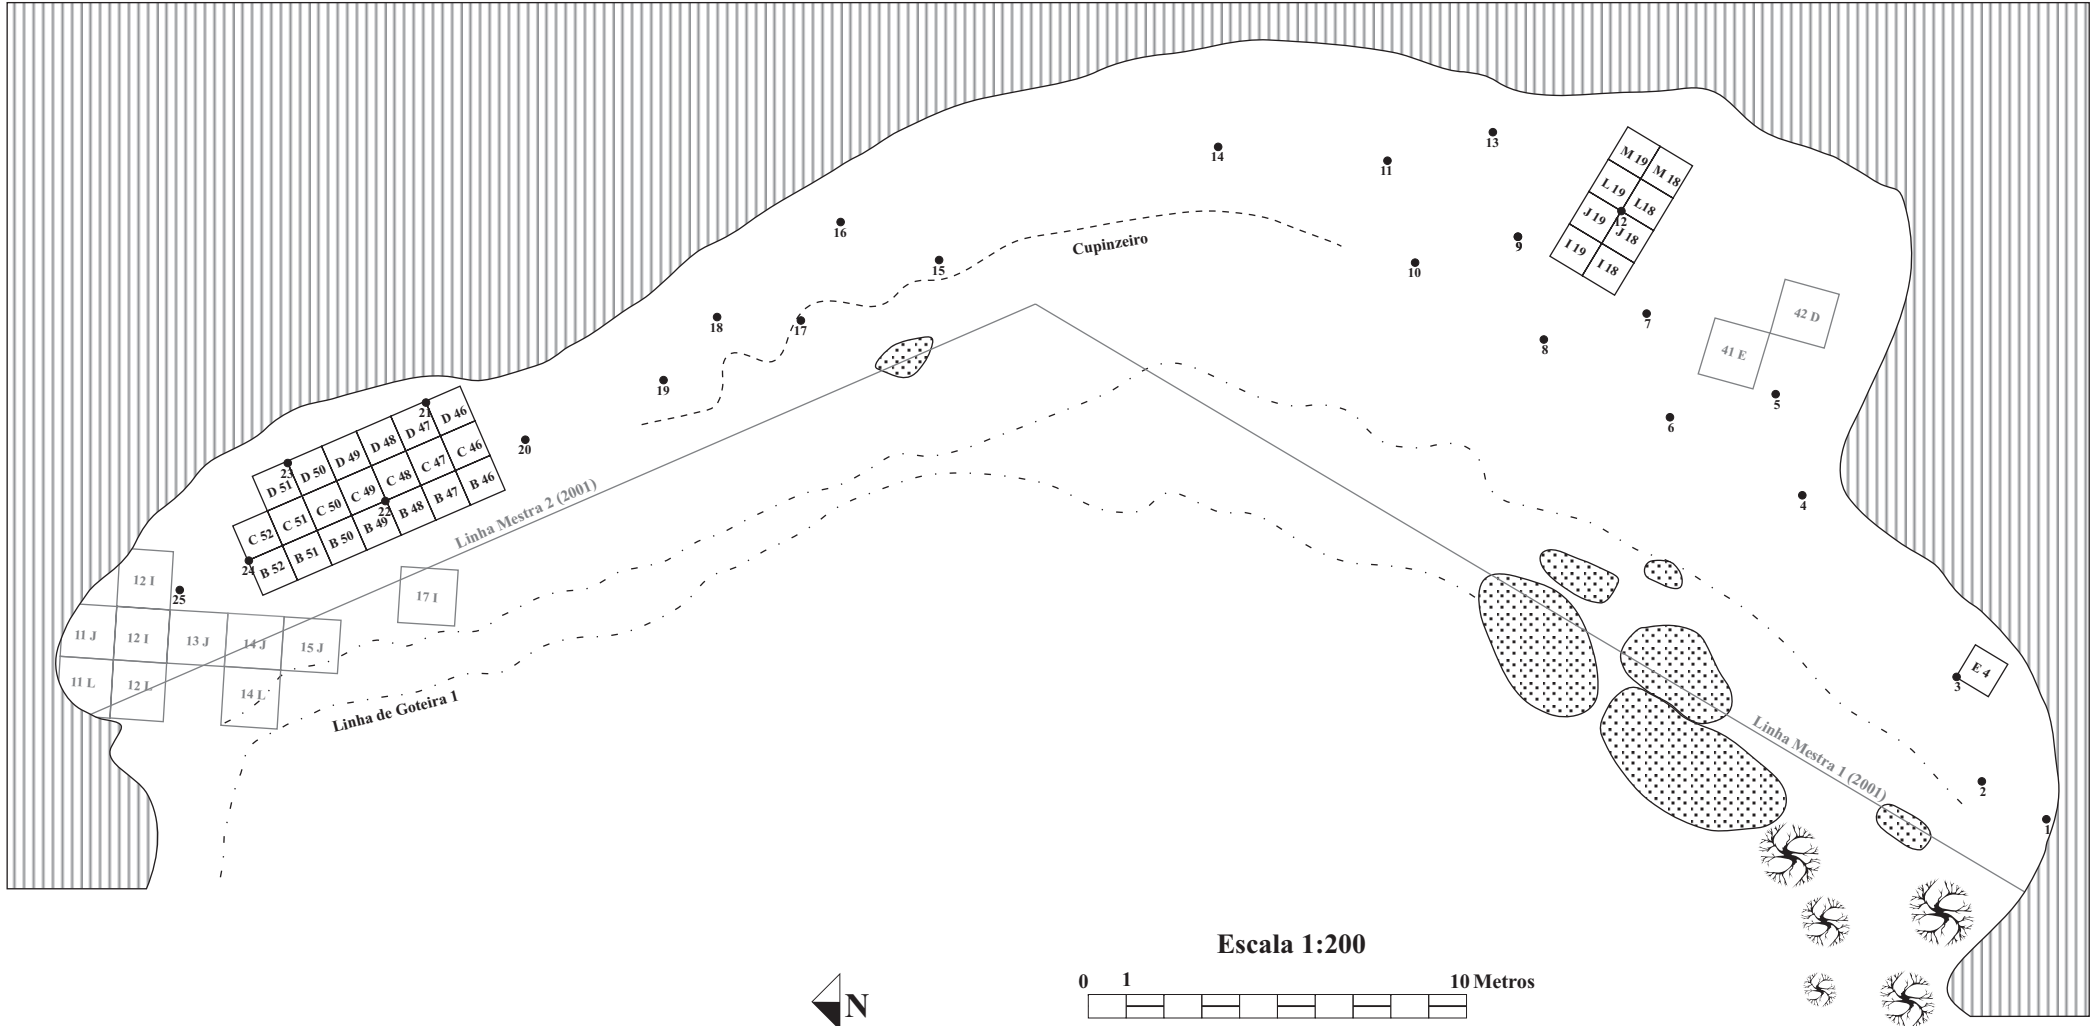 14
11
13
M 19
M 18
L 19
L18
J 19
12
J 18
I 19
I 18
16
15
Cupinzeiro
9
10
18
17
7
8
42 D
41 E
19
5
6
21
D 46
D 47
D 48
D 49
D 50
23
D 51
20
C 46
C 47
C 48
C 49
C 50
C 51
C 52
22
B 46
B 47
B 48
B 49
B 50
B 51
B 52
24
4
Linha Mestra 2 (2001)
12 I
25
17 I
11 J
12 I
13 J
14 J
15 J
11 L
12 L
14 L
Linha de Goteira 1
E 4
3
Linha Mestra 1 (2001)
2
1
Escala 1:200
0 1 10 Metros
N